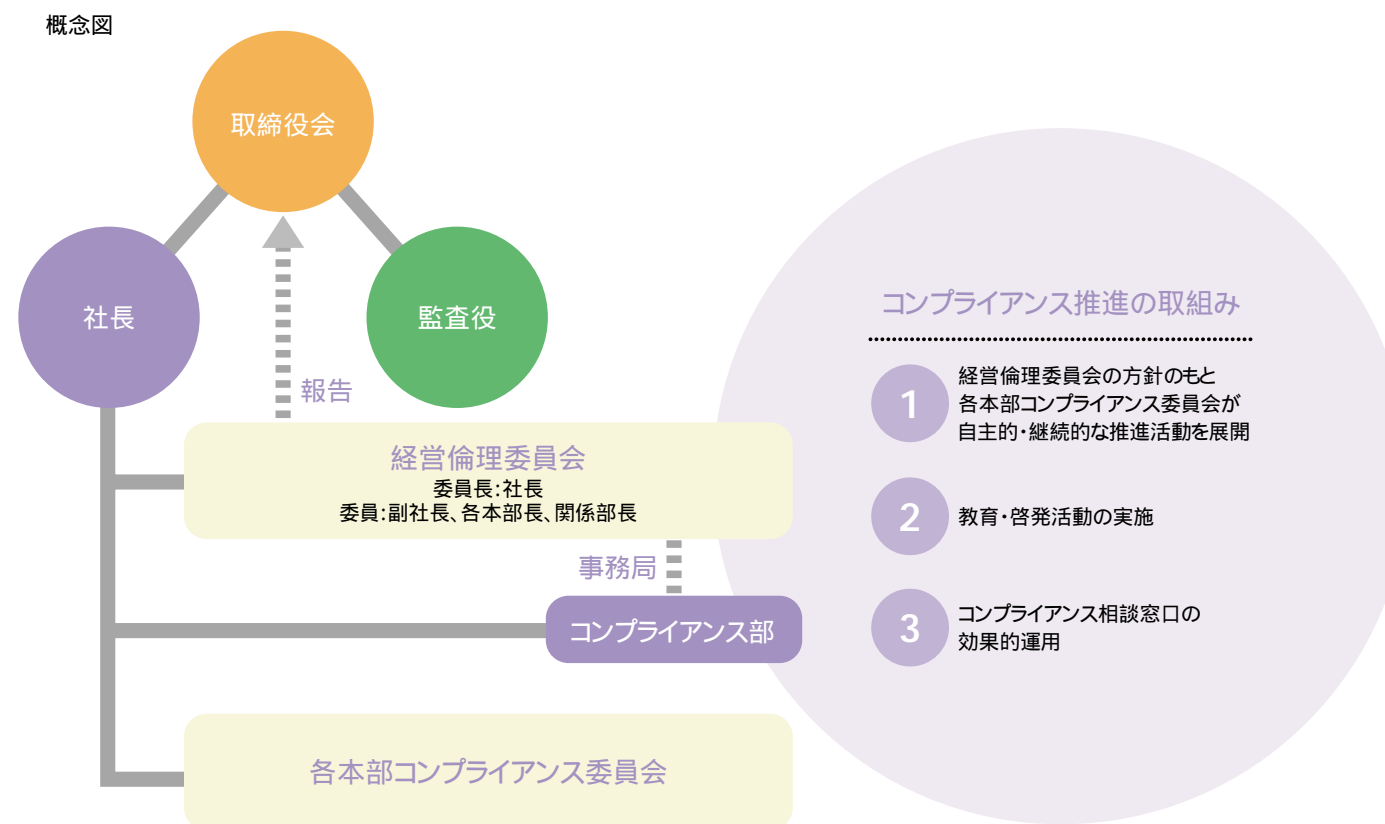 概念図
取締役会
社長
監査役
報告
経営倫理委員会
委員長:社長
委員:副社長、各本部長、関係部長
事務局
コンプライアンス部
各本部コンプライアンス委員会
コンプライアンス推進の取組み
1
経営倫理委員会の方針のもと
各本部コンプライアンス委員会が
自主的・継続的な推進活動を展開
2
教育・啓発活動の実施
3
コンプライアンス相談窓口の
効果的運用